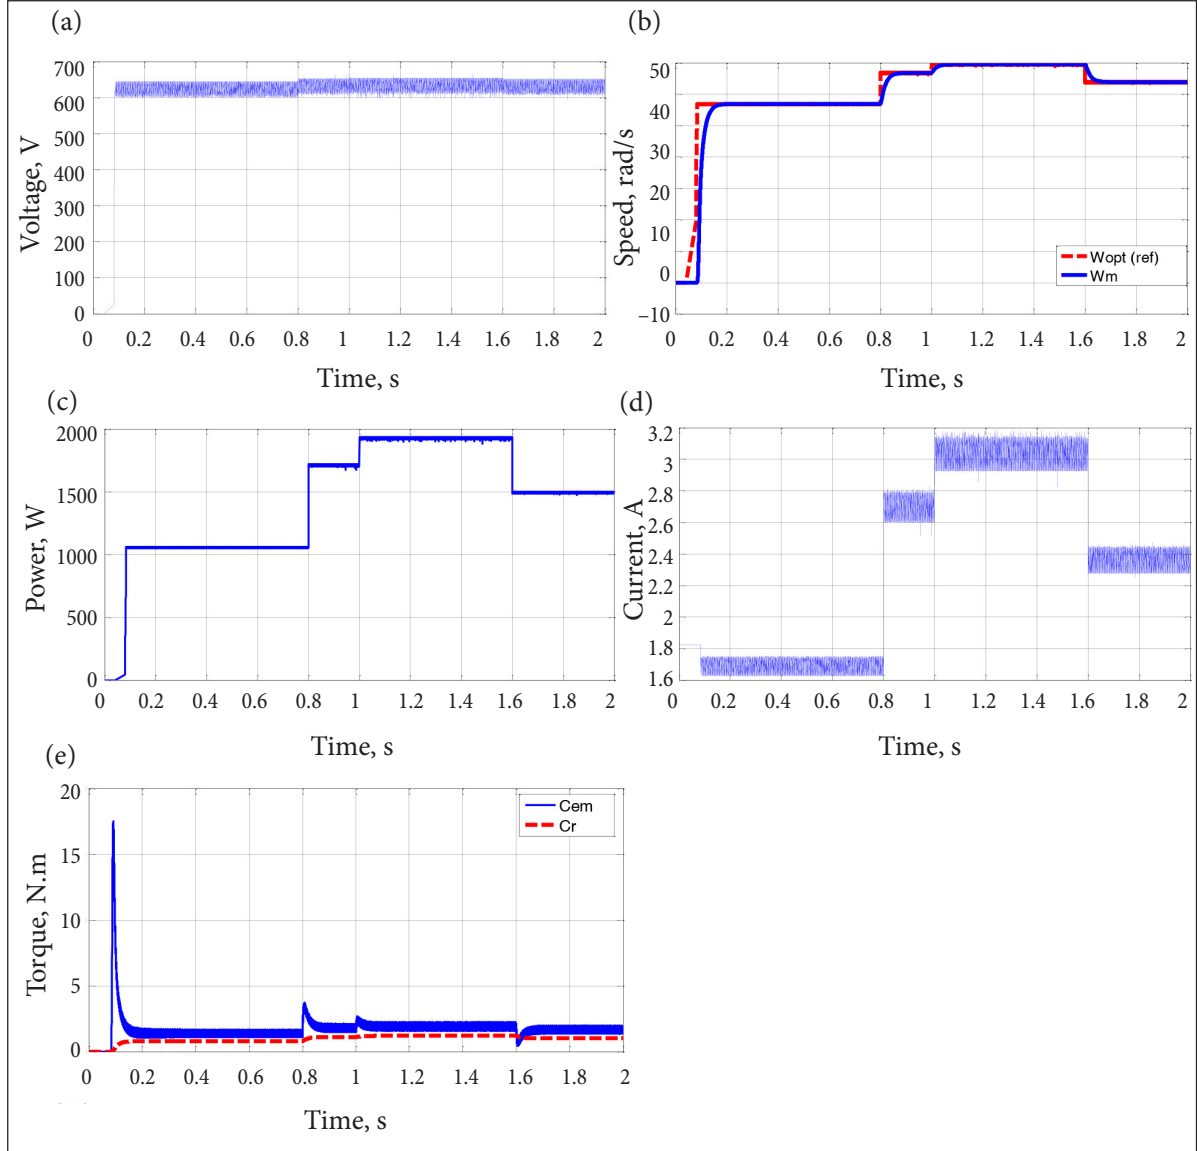 (a)
Voltage, V
700
600
500
400
300
200
100
0
0 0.2 0.4 0.6 0.8 1 1.2 1.4 1.6 1.8 2
Time, s
(b)
Speed, rad/s
50
40
30
20
10
0
–10
Wopt (ref)
Wm
0 0.2 0.4 0.6 0.8 1 1.2 1.4 1.6 1.8 2
Time, s
(c)
Power, W
2000
1500
1000
500
0
0 0.2 0.4 0.6 0.8 1 1.2 1.4 1.6 1.8 2
Time, s
(d)
Current, A
3.2
3
2.8
2.6
2.4
2.2
2
1.8
1.6
0 0.2 0.4 0.6 0.8 1 1.2 1.4 1.6 1.8 2
Time, s
(e)
Torque, N.m
20
15
10
5
0
Cem
Cr
0 0.2 0.4 0.6 0.8 1 1.2 1.4 1.6 1.8 2
Time, s